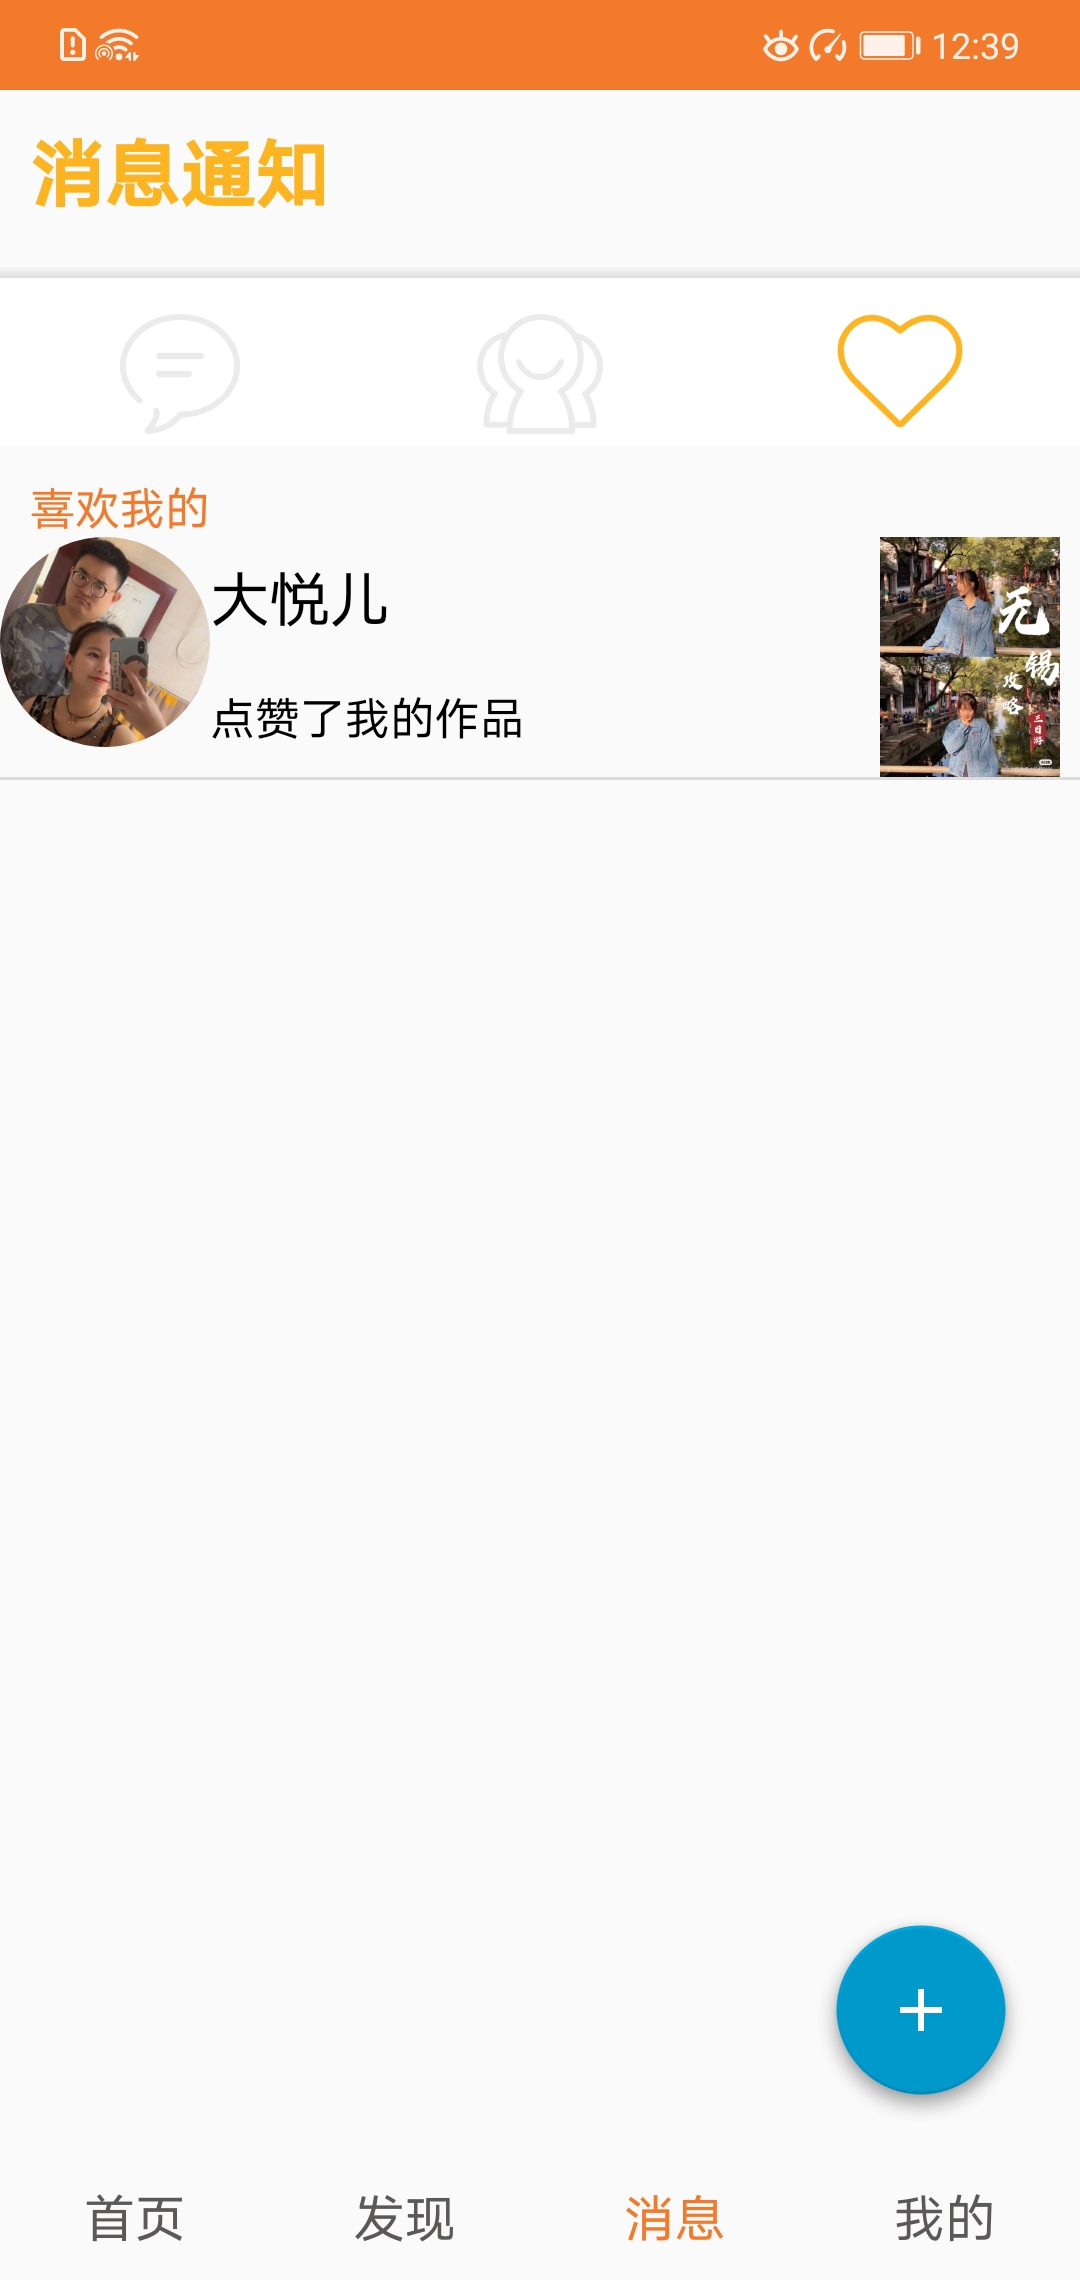 12:39
消息通知
喜欢我的
大悦儿
点赞了我的作品
无
锡
攻
略
三日游
首页
发现
消息
我的